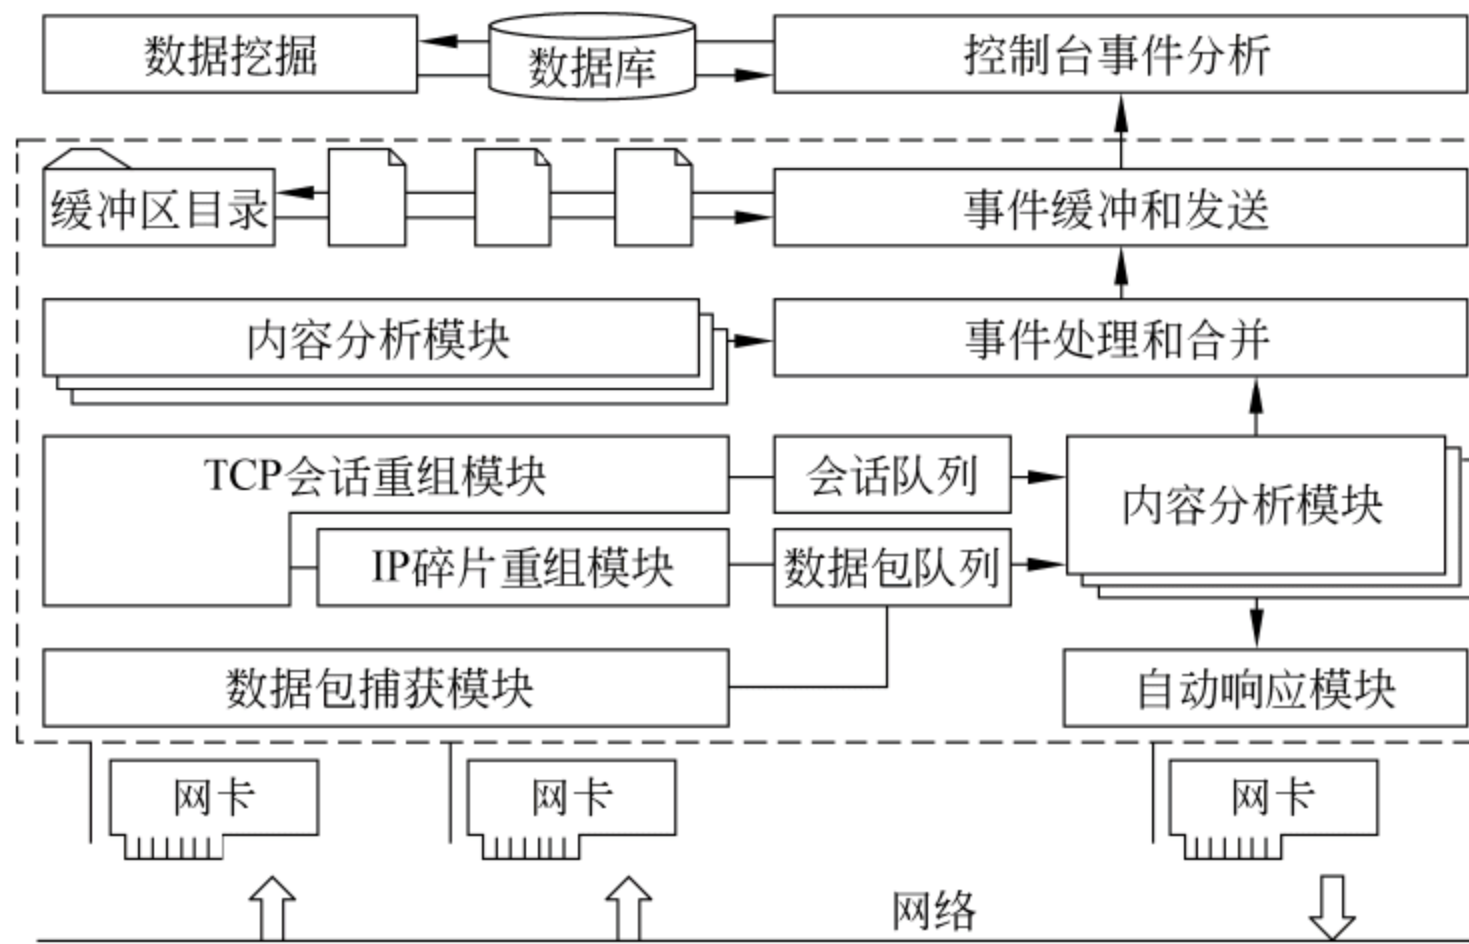 数据挖掘
数据库
控制台事件分析
缓冲区目录
事件缓冲和发送
内容分析模块
事件处理和合并
TCP会话重组模块
会话队列
内容分析模块
IP碎片重组模块
数据包队列
数据包捕获模块
自动响应模块
网卡
网卡
网卡
网络